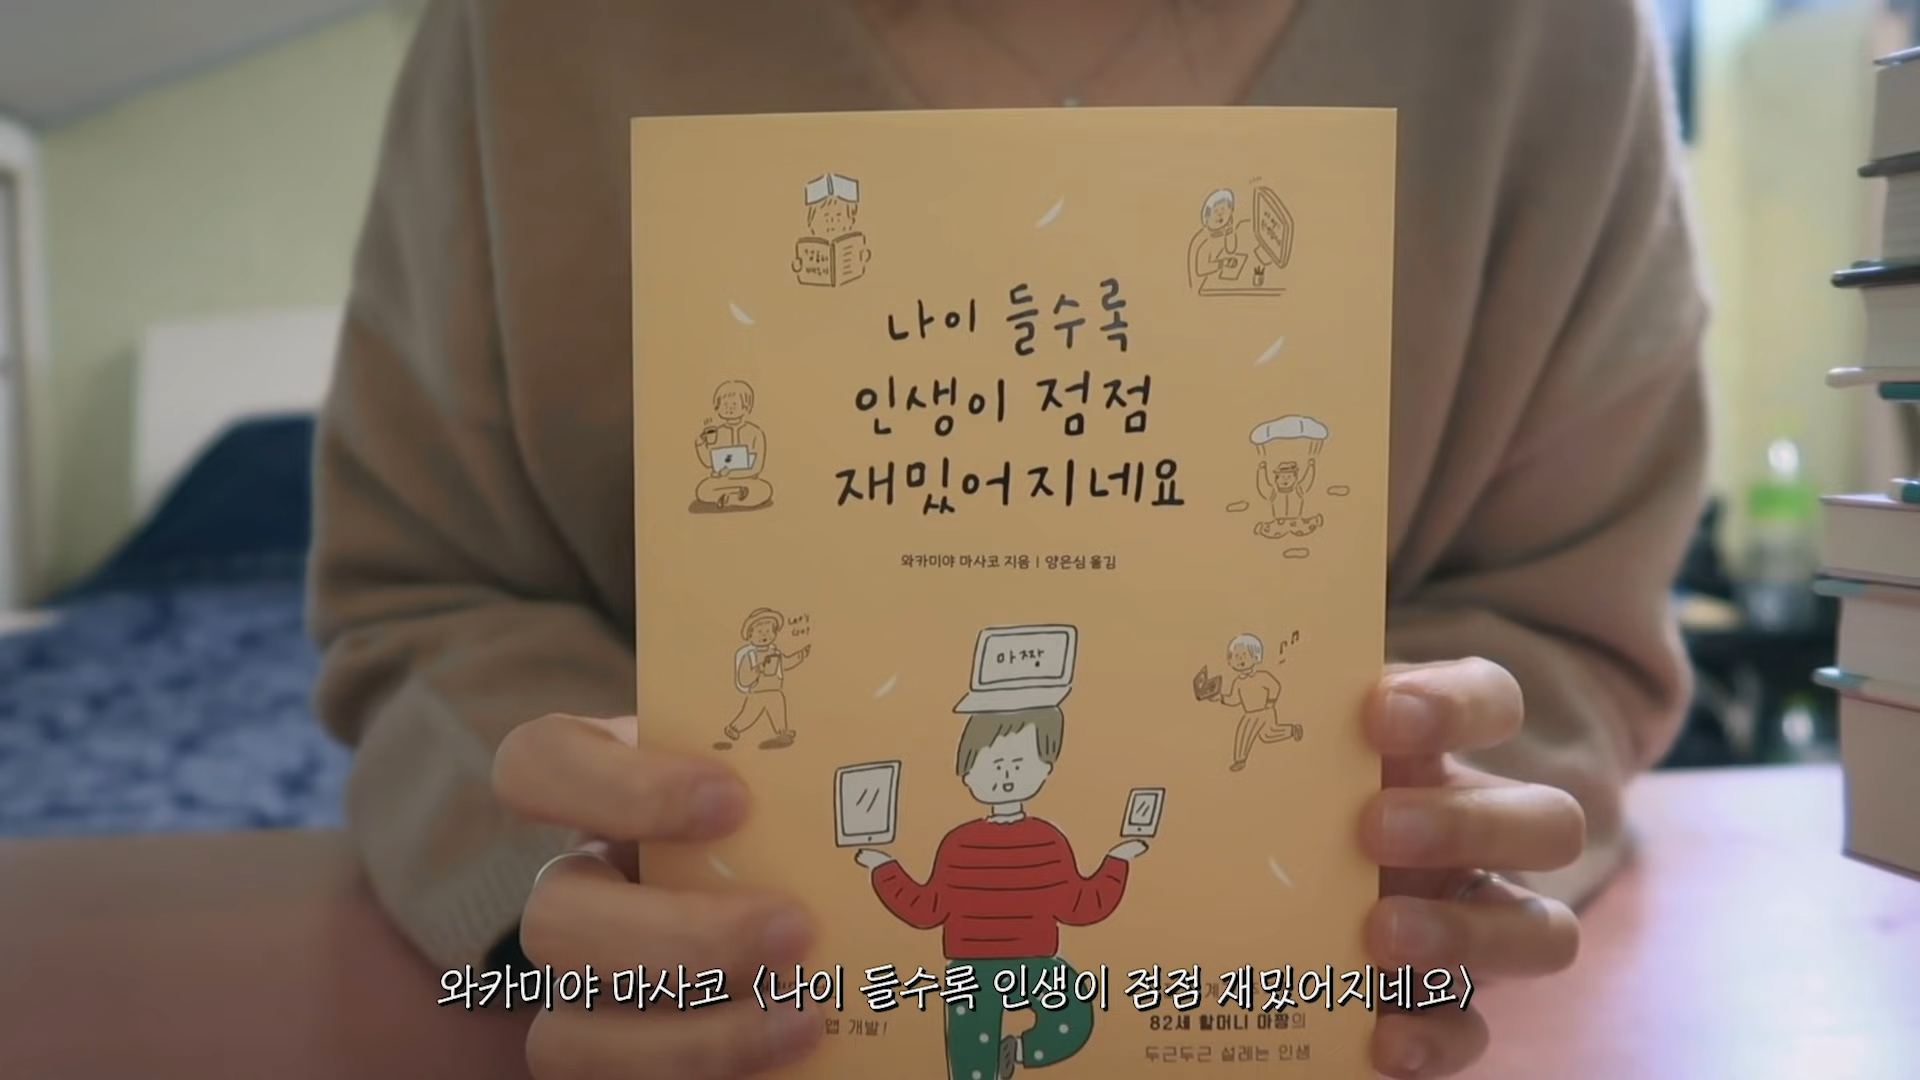 나이 들수록
인생이 점점
재밌어지네요
와카미야 마사코 지음 | 양은심 옮김
Let's
Go!
마짱
와카미야 마사코 〈나이 들수록 인생이 점점 재밌어지네요〉
앱 개발!
82세 할머니 마짱의
두근두근 설레는 인생